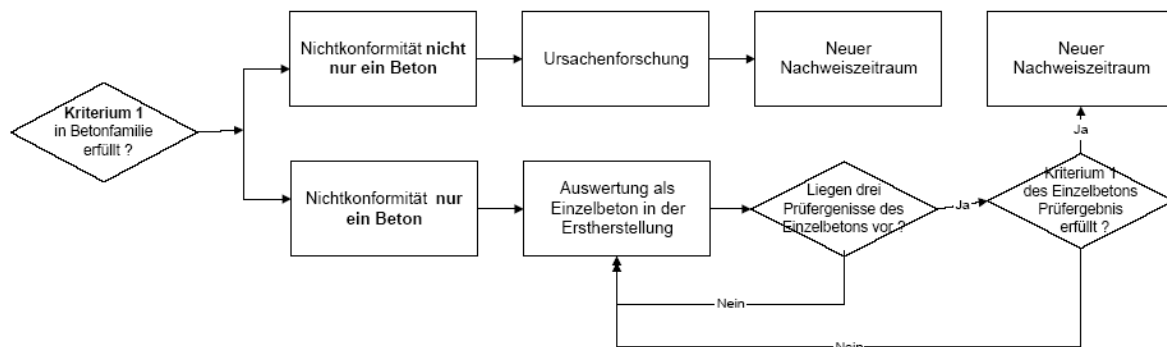 Nichtkonformität nicht
nur ein Beton
Ursachenforschung
Neuer
Nachweiszeitraum
Neuer
Nachweiszeitraum
Kriterium 1
in Betonfamilie
erfüllt ?
Ja
Nichtkonformität nur
ein Beton
Auswertung als
Einzelbeton in der
Erstherstellung
Liegen drei
Prüfergenisse des
Einzelbetons vor ?
Ja
Kriterium 1
des Einzelbetons
Prüfergebnis
erfüllt ?
Nein
Nein